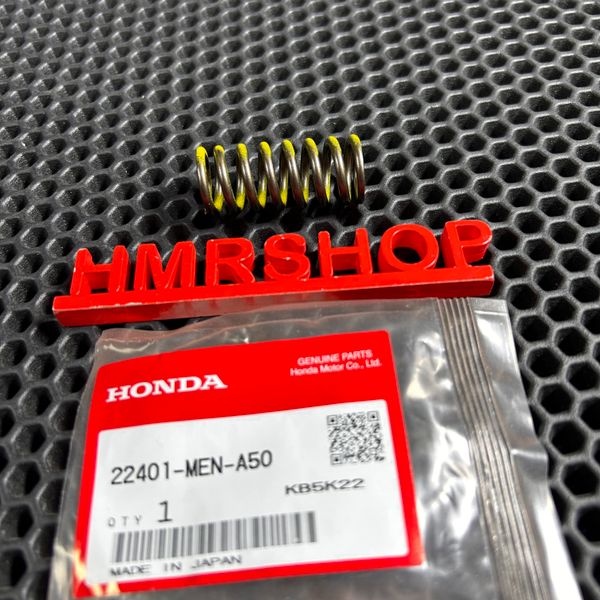 HMRSHOP
GENUINE PARTS
Honda Motor Co., Ltd.
HONDA
22401-MEN-A50
KB5K22
QTY 1
MADE IN JAPAN